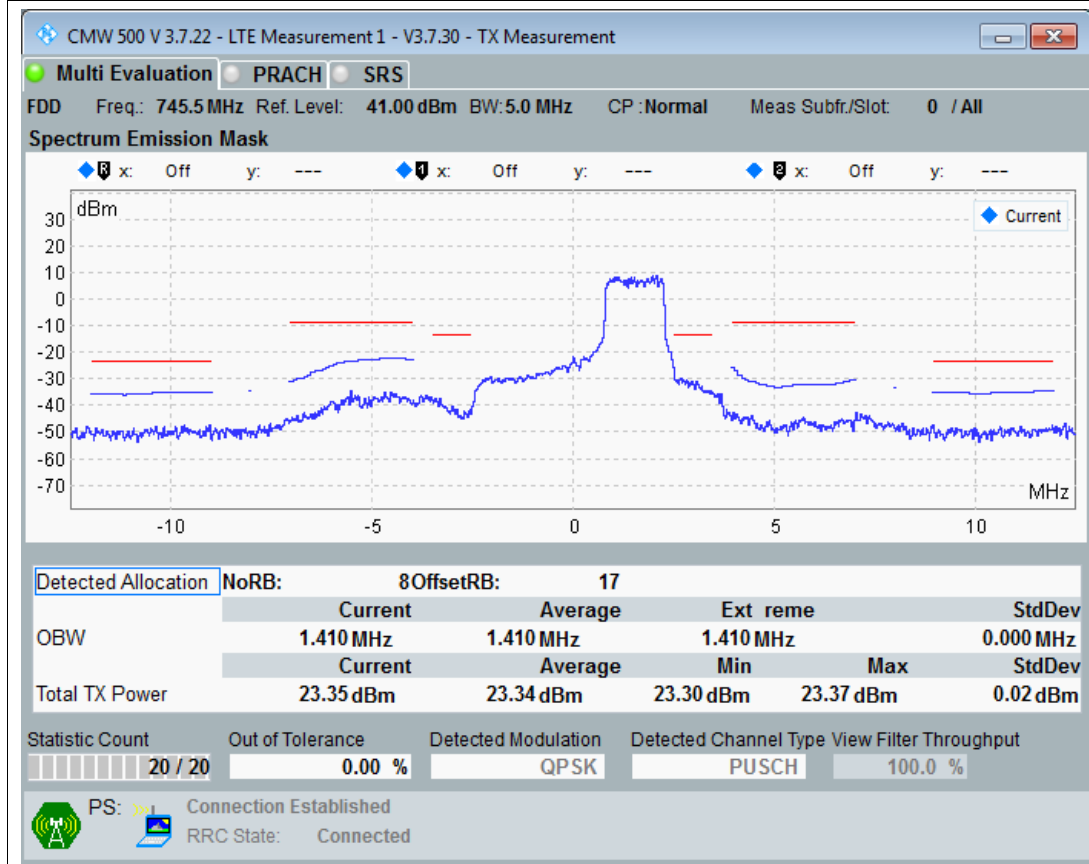 CMW 500 V 3.7.22 - LTE Measurement 1 - V3.7.30 - TX Measurement
Multi Evaluation PRACH SRS
FDD Freq.: 745.5 MHz Ref. Level: 41.00 dBm BW: 5.0 MHz CP : Normal Meas Subfr./Slot: 0 / All
Spectrum Emission Mask
R x: Off y: --- 1 x: Off y: --- 2 x: Off y: ---
dBm
Current
30
20
10
0
-10
-20
-30
-40
-50
-60
-70
MHz
-10 -5 0 5 10
Detected Allocation NoRB: 8 OffsetRB: 17
Current Average Ext reme StdDev
OBW 1.410 MHz 1.410 MHz 1.410 MHz 0.000 MHz
Current Average Min Max StdDev
Total TX Power 23.35 dBm 23.34 dBm 23.30 dBm 23.37 dBm 0.02 dBm
Statistic Count Out of Tolerance Detected Modulation Detected Channel Type View Filter Throughput
20 / 20 0.00 % QPSK PUSCH 100.0 %
PS: Connection Established
RRC State: Connected